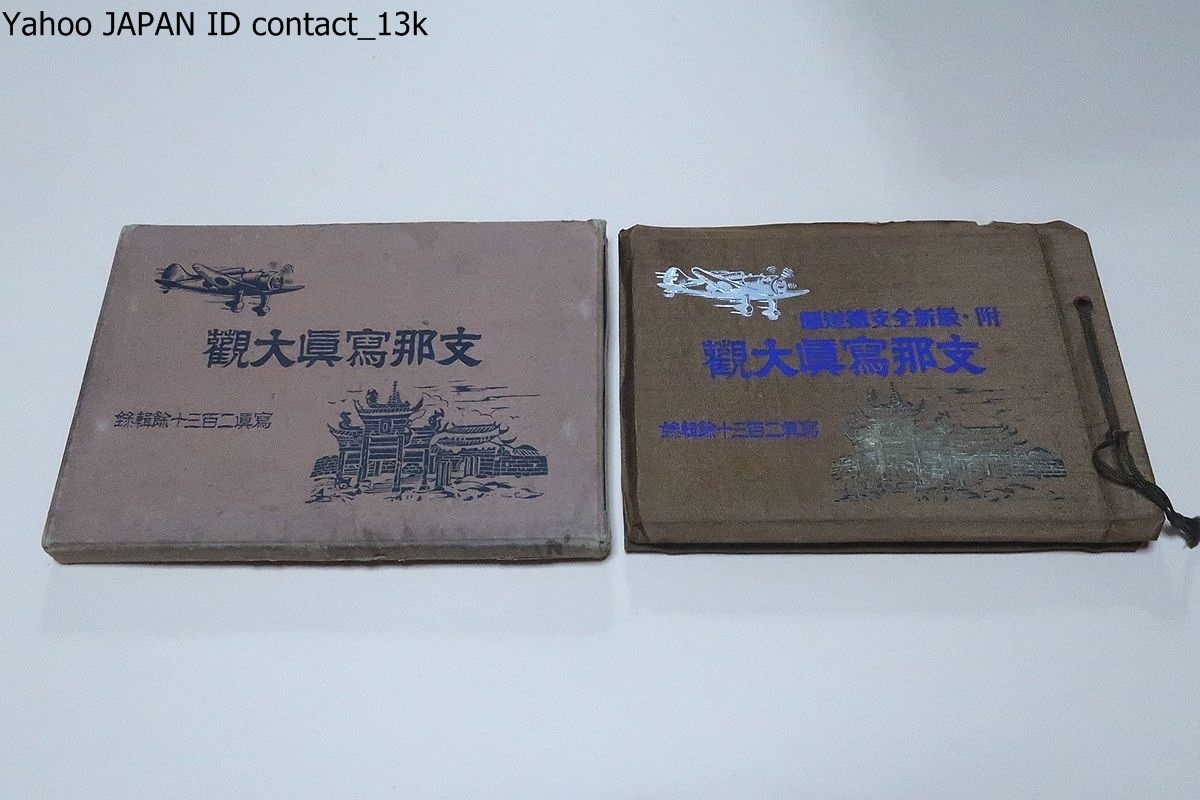 Yahoo JAPAN ID contact_13k
支那寫眞大觀
寫眞二百三十餘輯錄
附・最新全支鐵道圖
支那寫眞大觀
寫眞二百三十餘輯錄